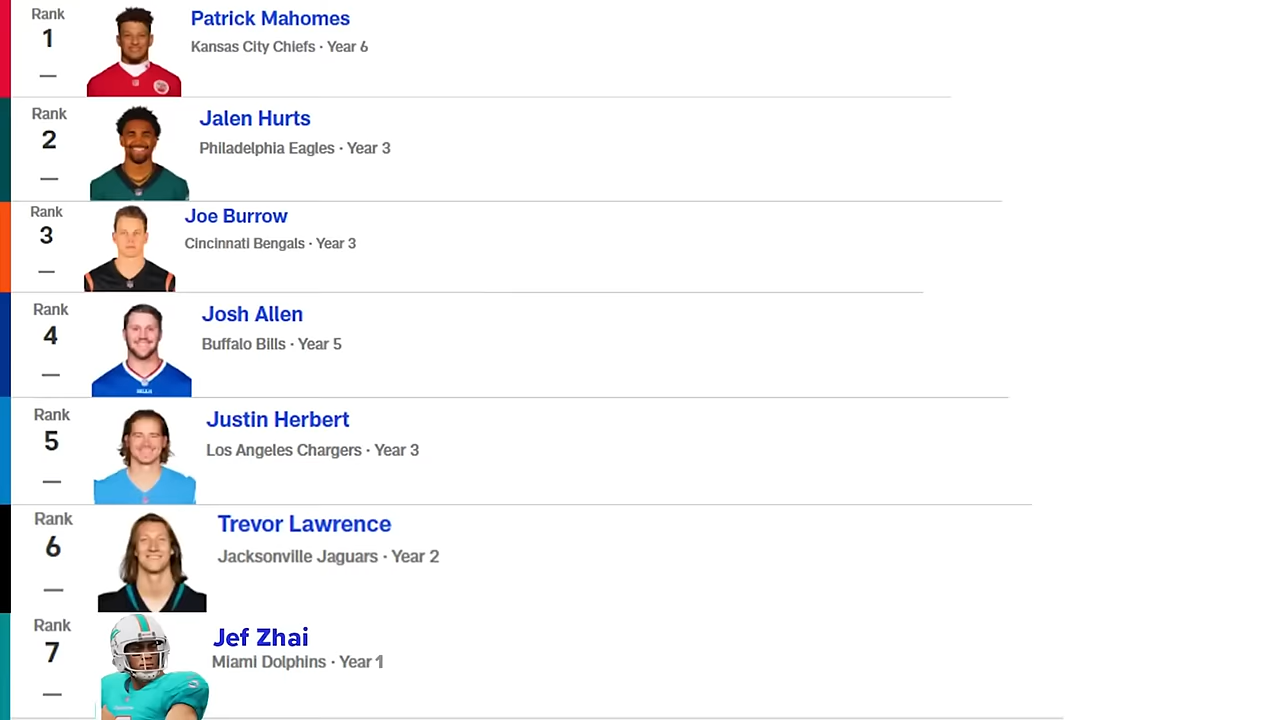 Rank
1
Patrick Mahomes
Kansas City Chiefs · Year 6
Rank
2
Jalen Hurts
Philadelphia Eagles · Year 3
Rank
3
Joe Burrow
Cincinnati Bengals · Year 3
Rank
4
Josh Allen
Buffalo Bills · Year 5
Rank
5
Justin Herbert
Los Angeles Chargers · Year 3
Rank
6
Trevor Lawrence
Jacksonville Jaguars · Year 2
Rank
7
Jef Zhai
Miami Dolphins · Year 1